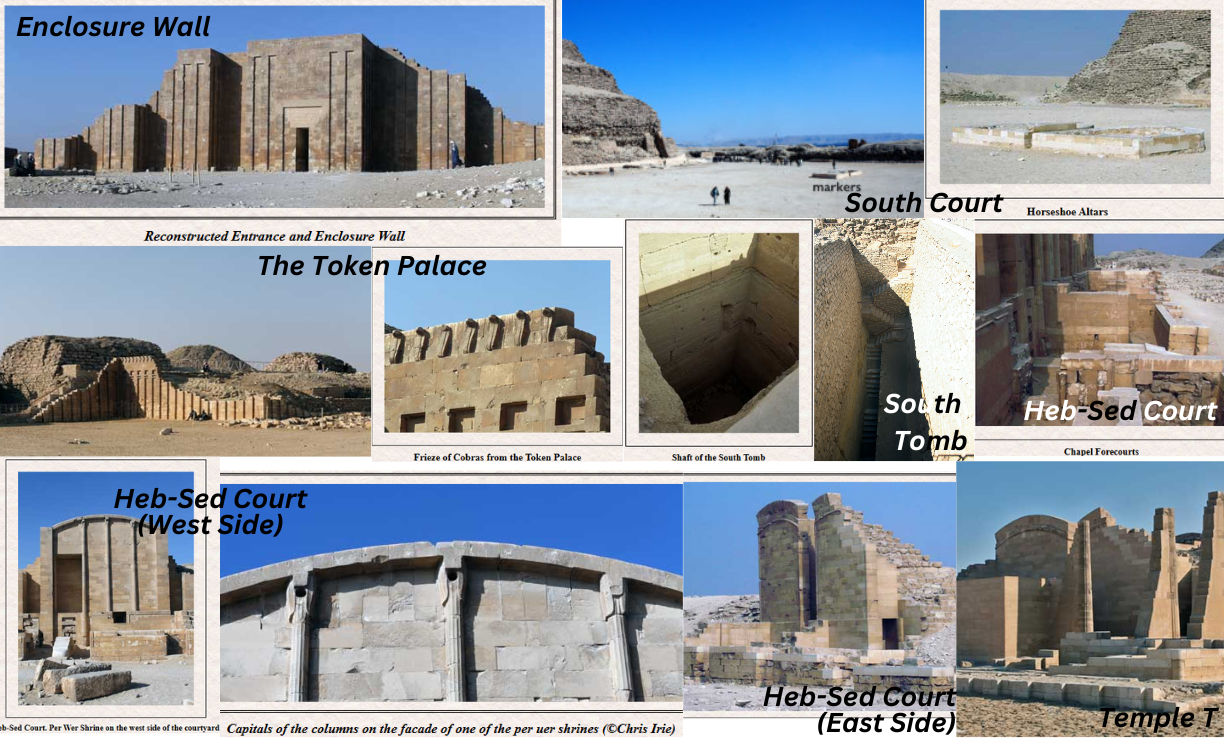 Enclosure Wall
Reconstructed Entrance and Enclosure Wall
markers
South Court
Horseshoe Altars
The Token Palace
Frieze of Cobras from the Token Palace
Shaft of the South Tomb
South
Tomb
Heb-Sed Court
Chapel Forecourts
Heb-Sed Court
(West Side)
eb-Sed Court. Per Wer Shrine on the west side of the courtyard
Capitals of the columns on the facade of one of the per uer shrines (©Chris Irie)
Heb-Sed Court
(East Side)
Temple T